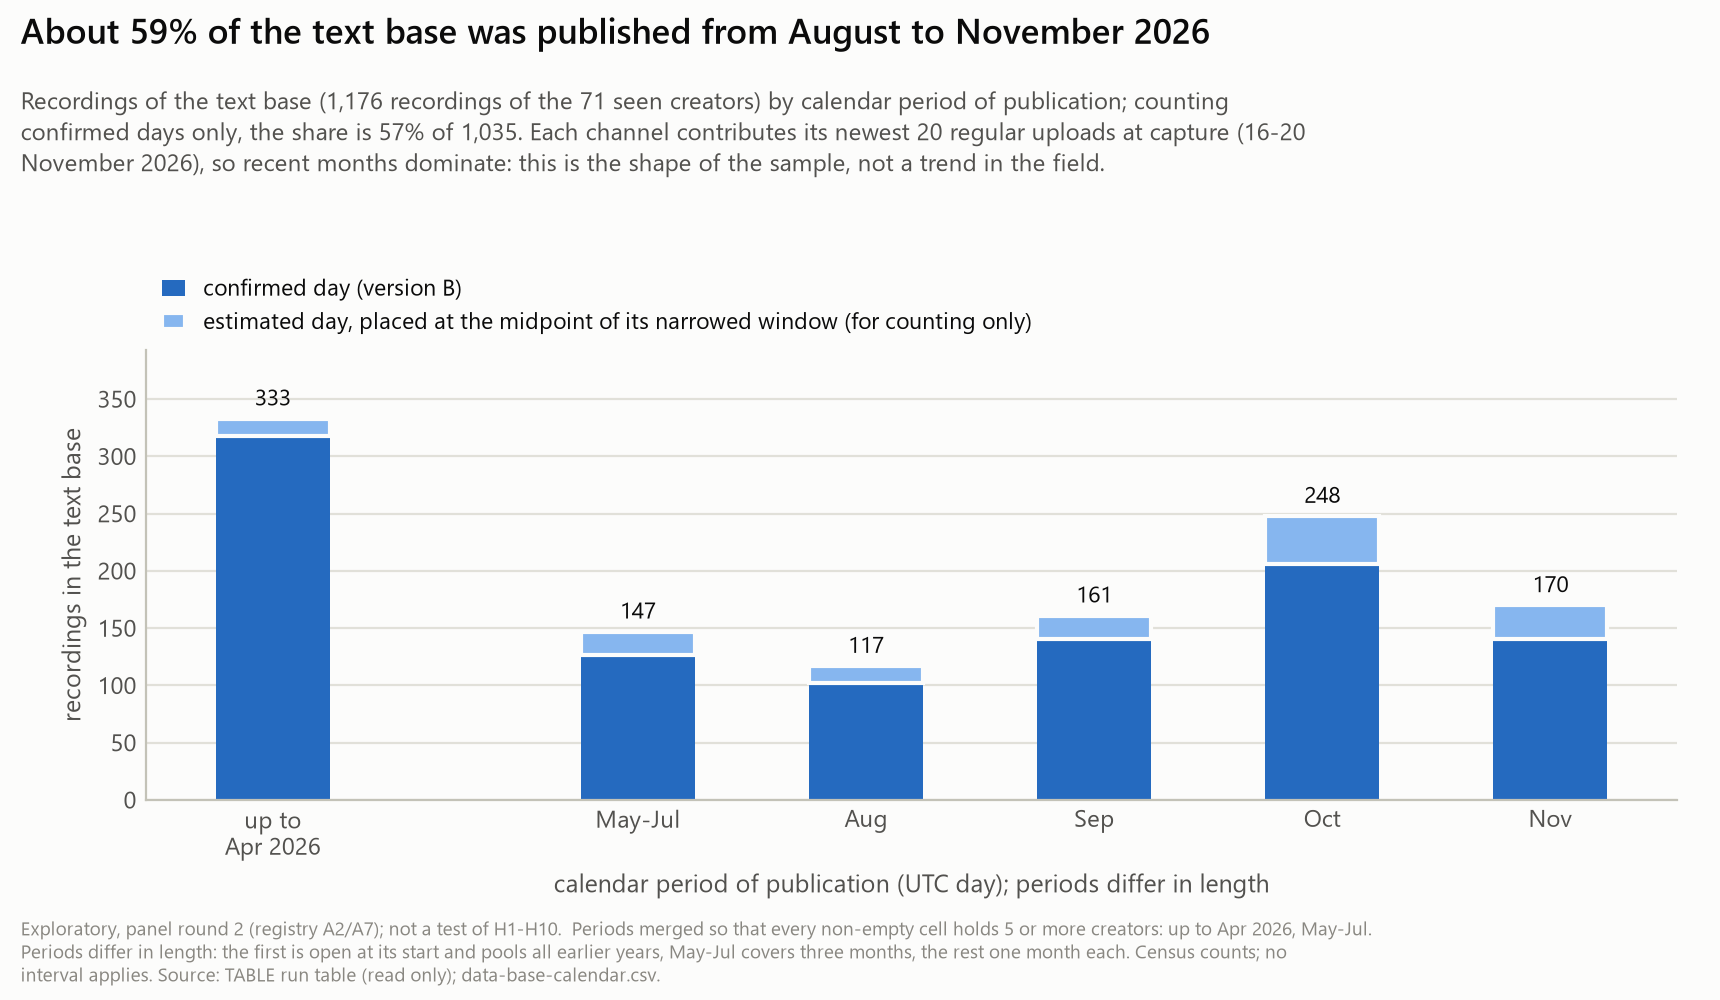 About 59% of the text base was published from August to November 2026
Recordings of the text base (1,176 recordings of the 71 seen creators) by calendar period of publication; counting
confirmed days only, the share is 57% of 1,035. Each channel contributes its newest 20 regular uploads at capture (16-20
November 2026), so recent months dominate: this is the shape of the sample, not a trend in the field.
confirmed day (version B)
estimated day, placed at the midpoint of its narrowed window (for counting only)
recordings in the text base
350
300
250
200
150
100
50
0
333
147
117
161
248
170
up to
Apr 2026
May-Jul
Aug
Sep
Oct
Nov
calendar period of publication (UTC day); periods differ in length
Exploratory, panel round 2 (registry A2/A7); not a test of H1-H10.  Periods merged so that every non-empty cell holds 5 or more creators: up to Apr 2026, May-Jul.
Periods differ in length: the first is open at its start and pools all earlier years, May-Jul covers three months, the rest one month each. Census counts; no
interval applies. Source: TABLE run table (read only); data-base-calendar.csv.